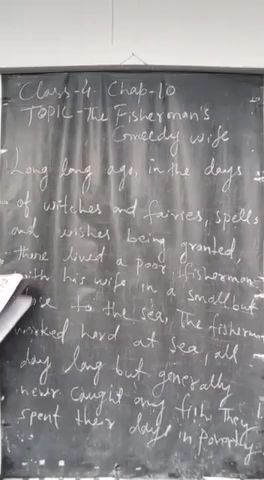 Class-4. Chap-10
TOPIC-The Fisherman's
Greedy wife
Long long ago, in the days
of witches and fairies, spells
and wishes being granted,
there lived a poor fisherman
with his wife in a small hut
close to the sea. The fisherman
worked hard at sea, all
day long but generally
never caught any fish They
spent their days in Poverty